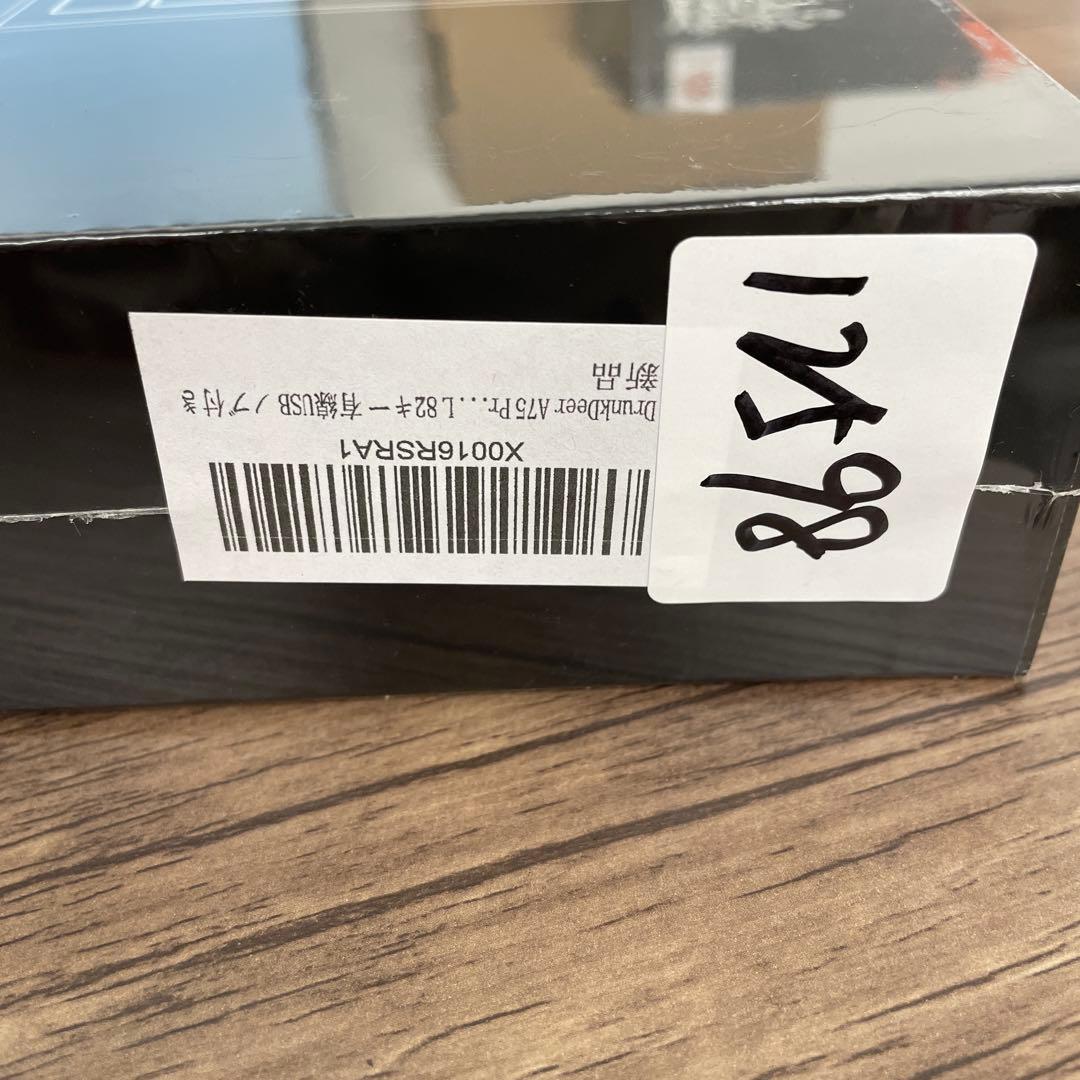 X0016RSRA1
DrunkDeer A75 Pr...L 82キー 有線USB ノブ付き
新品